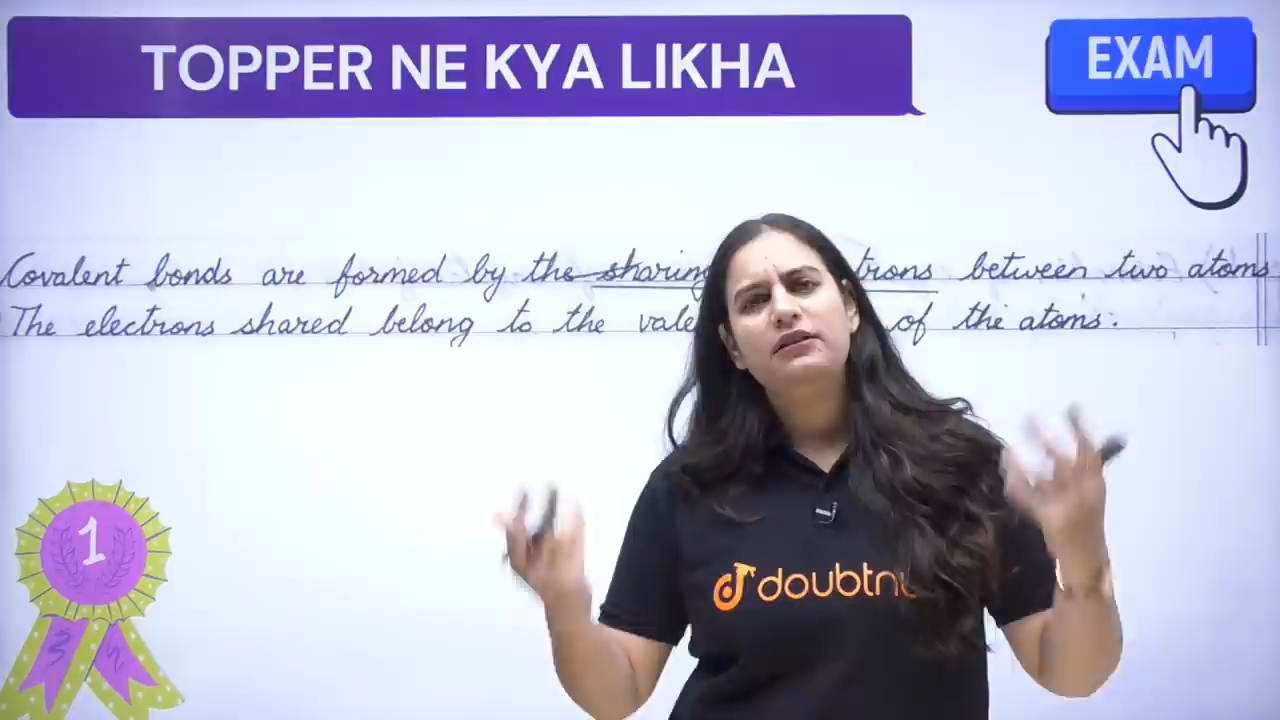 TOPPER NE KYA LIKHA
EXAM
Covalent bonds are formed by the sharing trons between two atoms
The electrons shared belong to the vale of the atoms.
1
doubtn